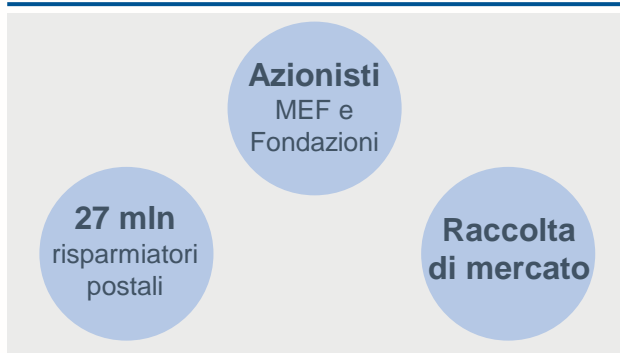 Azionisti
MEF e
Fondazioni
27 mln
risparmiatori
postali
Raccolta
di mercato